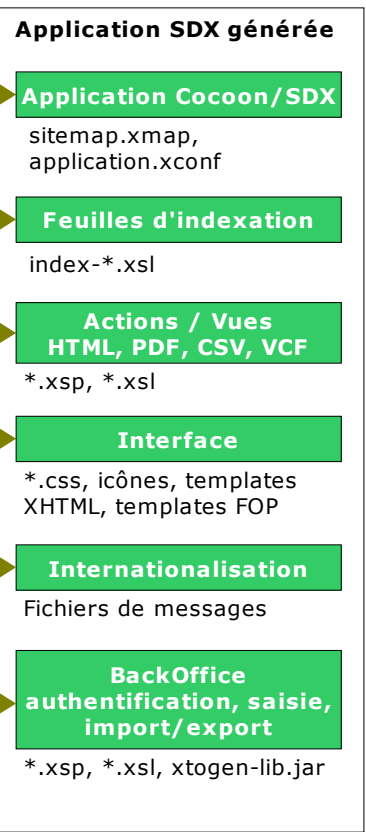 Application SDX générée
Application Cocoon/SDX
sitemap.xmap,
application.xconf
Feuilles d'indexation
index-*.xsl
Actions / Vues
HTML, PDF, CSV, VCF
*.xsp, *.xsl
Interface
*.css, icônes, templates
XHTML, templates FOP
Internationalisation
Fichiers de messages
BackOffice
authentification, saisie,
import/export
*.xsp, *.xsl, xtogen-lib.jar